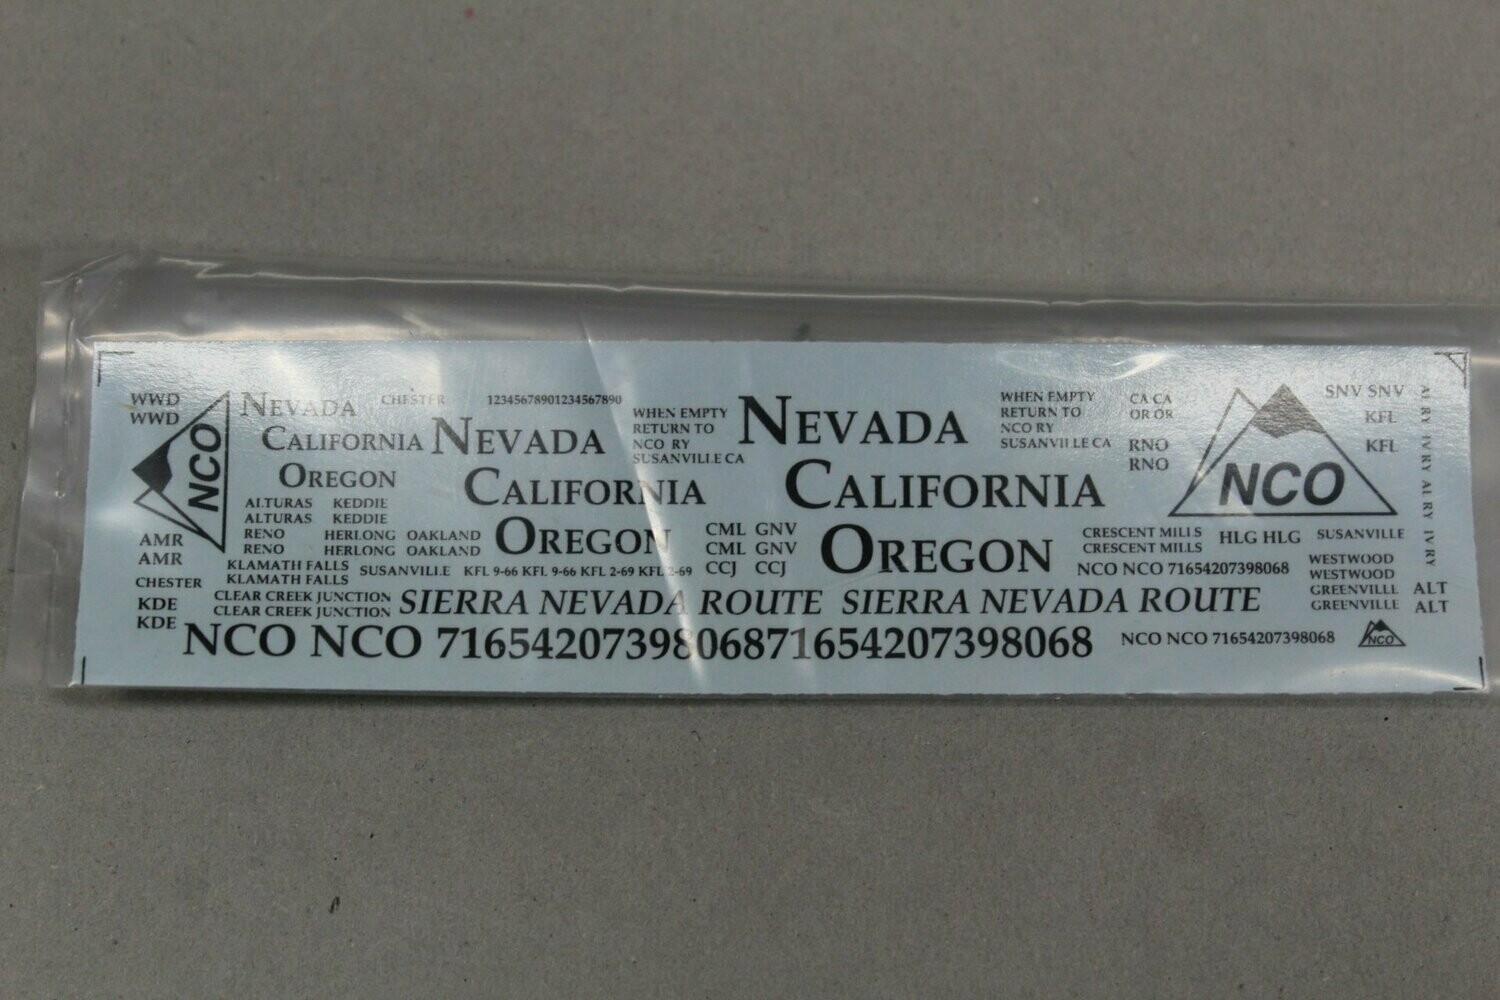 WWD
WWD
NCO
AMR
AMR
CHESTER
KDE
KDE
NEVADA
CALIFORNIA
OREGON
CHESTER
12345678901234567890
ALTURAS KEDDIE
ALTURAS KEDDIE
RENO HERLONG OAKLAND
RENO HERLONG OAKLAND
KLAMATH FALLS
KLAMATH FALLS
SUSANVILLE
KFL 9-66 KFL 9-66 KFL 2-69 KFL 2-69
CLEAR CREEK JUNCTION
CLEAR CREEK JUNCTION
NEVADA
CALIFORNIA
OREGON
WHEN EMPTY
RETURN TO
NCO RY
SUSANVILLE CA
CML GNV
CML GNV
CCJ CCJ
NEVADA
CALIFORNIA
OREGON
WHEN EMPTY
RETURN TO
NCO RY
SUSANVILLE CA
CA CA
OR OR
RNO
RNO
NCO
SNV SNV
KFL
KFL
CRESCENT MILLS
CRESCENT MILLS
HLG HLG
SUSANVILLE
NCO NCO 71654207398068
WESTWOOD
WESTWOOD
GREENVILLE
GREENVILLE
ALT
ALT
SIERRA NEVADA ROUTE SIERRA NEVADA ROUTE
NCO NCO 7165420739806871654207398068
NCO NCO 71654207398068
NCO